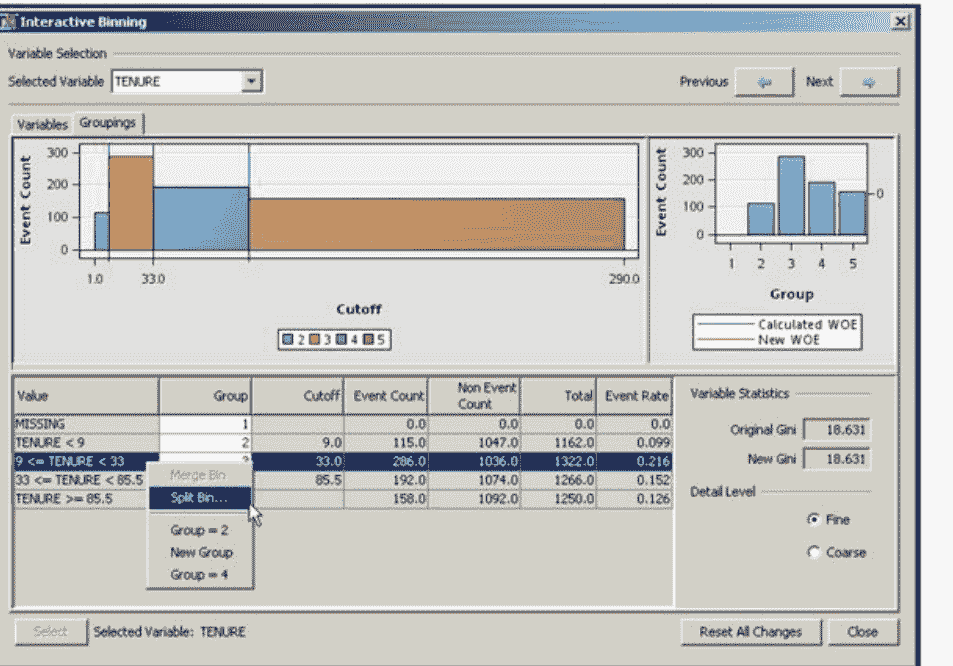 Interactive Binning
Variable Selection
Selected Variable TENURE Previous Next
Variables Groupings
Event Count
300
200
100
0
1.0 33.0 290.0
Cutoff
2 3 4 5
Event Count
300
200
100
0
0
1 2 3 4 5
Group
Calculated WOE
New WOE
Value Group Cutoff Event Count Non Event Count Total Event Rate
MISSING 1 0.0 0.0 0.0 0.0
TENURE < 9 2 9.0 115.0 1047.0 1162.0 0.099
9 <= TENURE < 33 33.0 286.0 1036.0 1322.0 0.216
33 <= TENURE < 85.5 85.5 192.0 1074.0 1266.0 0.152
TENURE >= 85.5 158.0 1092.0 1250.0 0.126
Merge Bin
Split Bin...
Group = 2
New Group
Group = 4
Variable Statistics
Original Gini 18.631
New Gini 18.631
Detail Level
Fine
Coarse
Select Selected Variable: TENURE Reset All Changes Close